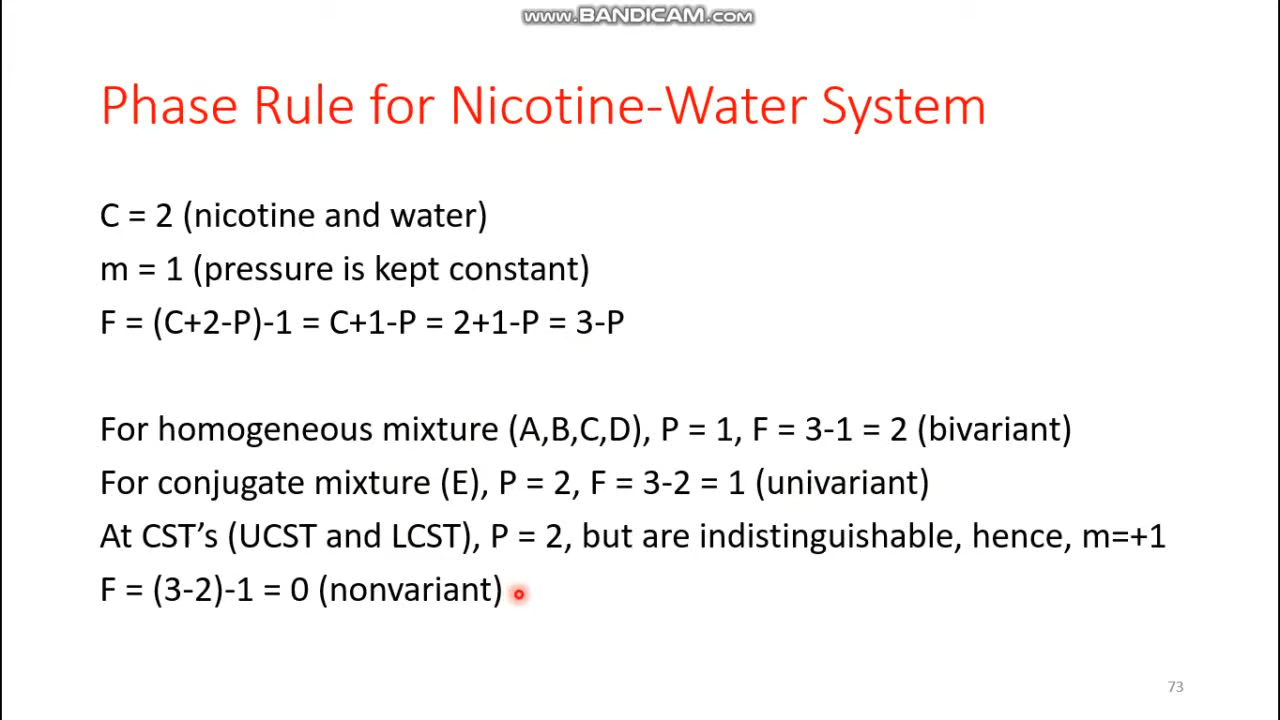 www.BANDICAM.com
Phase Rule for Nicotine-Water System
C = 2 (nicotine and water)
m = 1 (pressure is kept constant)
F = (C+2-P)-1 = C+1-P = 2+1-P = 3-P
For homogeneous mixture (A,B,C,D), P = 1, F = 3-1 = 2 (bivariant)
For conjugate mixture (E), P = 2, F = 3-2 = 1 (univariant)
At CST’s (UCST and LCST), P = 2, but are indistinguishable, hence, m=+1
F = (3-2)-1 = 0 (nonvariant)
73